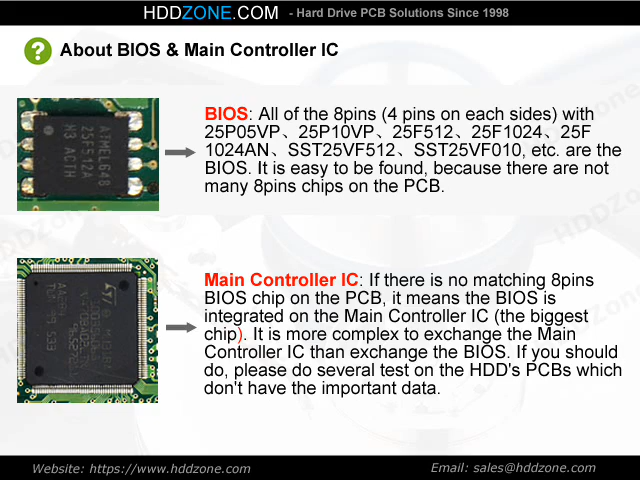 HDDZONE.COM - Hard Drive PCB Solutions Since 1998
? About BIOS & Main Controller IC
ATMEL648
25F512A
N3 ACTH
BIOS: All of the 8pins (4 pins on each sides) with
25P05VP、25P10VP、25F512、25F1024、25F
1024AN、SST25VF512、SST25VF010, etc. are the
BIOS. It is easy to be found, because there are not
many 8pins chips on the PCB.
Main Controller IC: If there is no matching 8pins
BIOS chip on the PCB, it means the BIOS is
integrated on the Main Controller IC (the biggest
chip). It is more complex to exchange the Main
Controller IC than exchange the BIOS. If you should
do, please do several test on the HDD's PCBs which
don't have the important data.
HDDZone
HDDZone
Website: https://www.hddzone.com Email: sales@hddzone.com